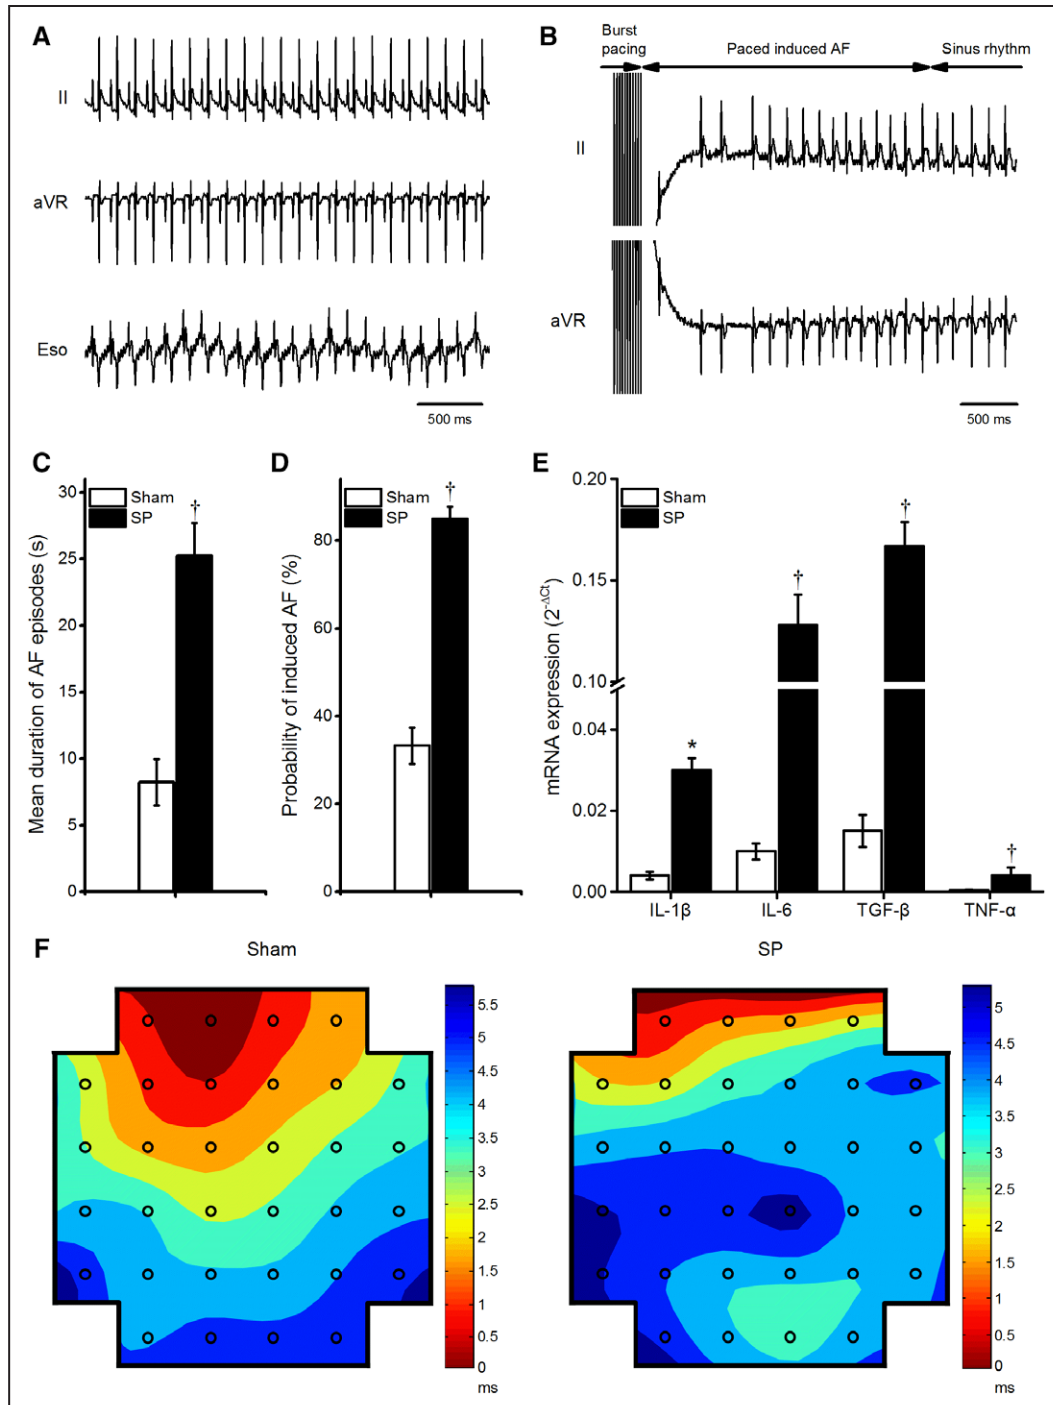 A
II
aVR
Eso
500 ms
B
Burst
pacing
Paced induced AF
Sinus rhythm
II
aVR
500 ms
C
Mean duration of AF episodes (s)
30
25
20
15
10
5
0
Sham
SP
†
D
Probability of induced AF (%)
80
60
40
20
0
Sham
SP
†
E
mRNA expression (2^-ΔCt)
0.20
0.15
0.10
0.04
0.02
0.00
Sham
SP
*
†
†
†
IL-1β
IL-6
TGF-β
TNF-α
F
Sham
5.5
5
4.5
4
3.5
3
2.5
2
1.5
1
0.5
0
ms
SP
5
4.5
4
3.5
3
2.5
2
1.5
1
0.5
0
ms